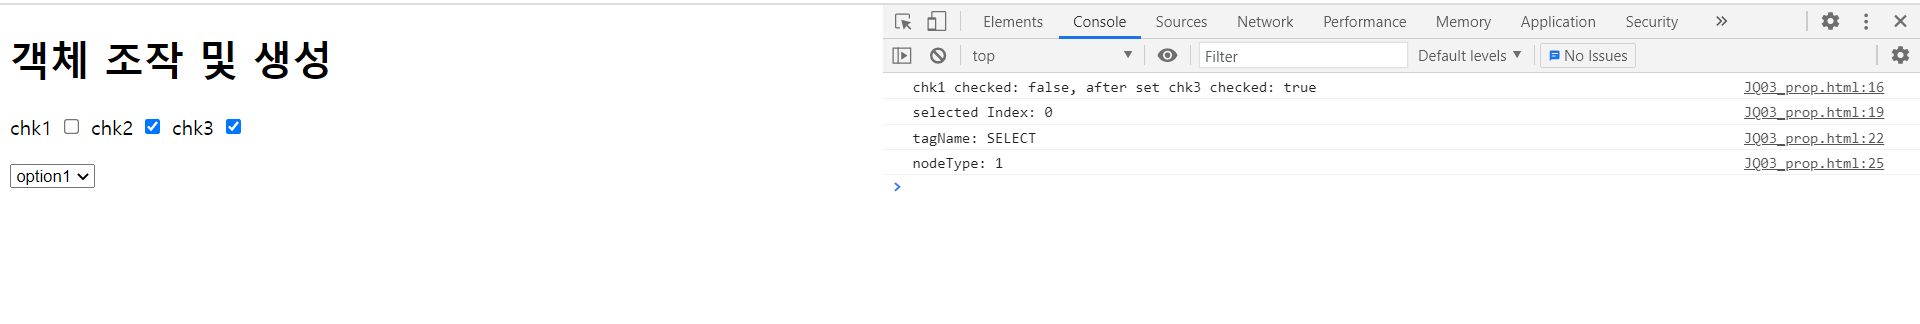 객체 조작 및 생성
chk1 chk2 chk3
option1
Elements Console Sources Network Performance Memory Application Security »
top Filter Default levels ▼ No Issues
chk1 checked: false, after set chk3 checked: true JQ03_prop.html:16
selected Index: 0 JQ03_prop.html:19
tagName: SELECT JQ03_prop.html:22
nodeType: 1 JQ03_prop.html:25